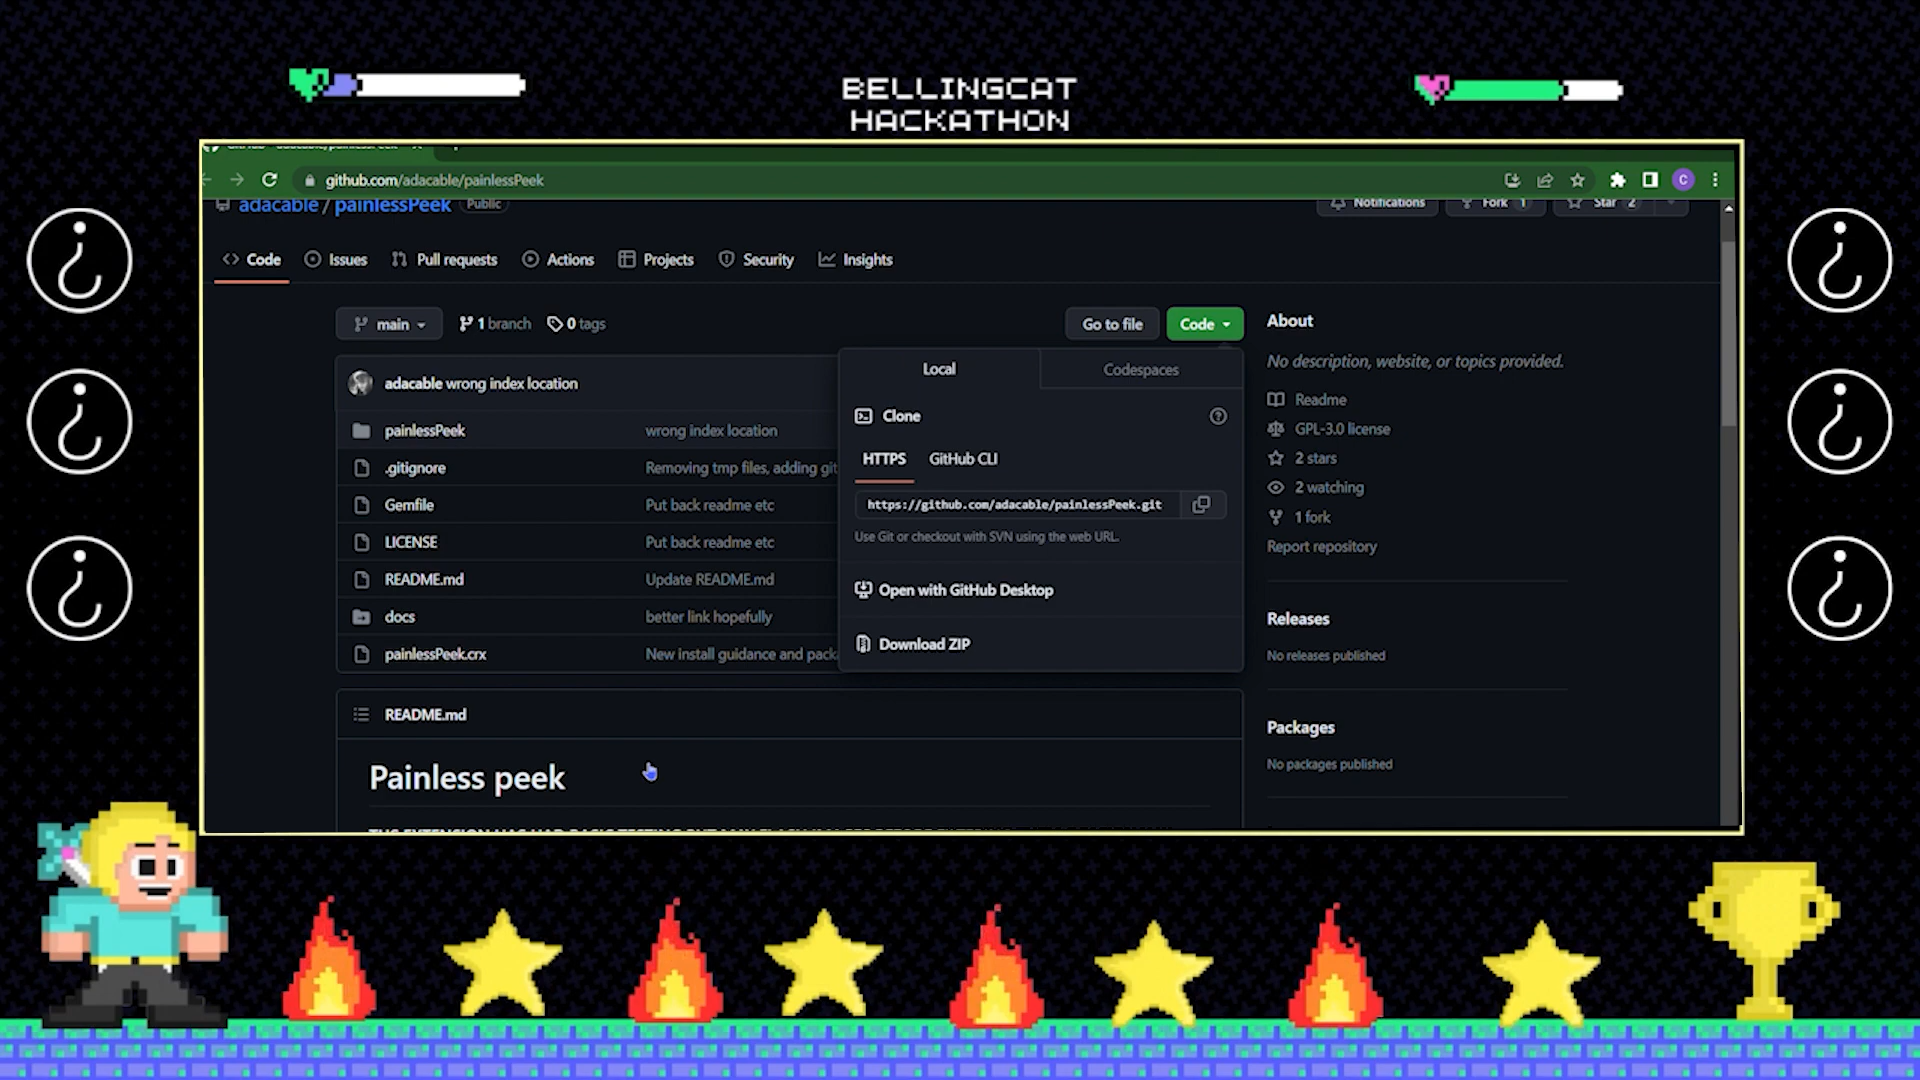 BELLINGCAT
HACKATHON
github.com/adacable/painlessPeek
adacable / painlessPeek Public
Notifications Fork 1 Star 2
Code Issues Pull requests Actions Projects Security Insights
main 1 branch 0 tags Go to file Code
adacable wrong index location
painlessPeek wrong index location
.gitignore Removing tmp files, adding git
Gemfile Put back readme etc
LICENSE Put back readme etc
README.md Update README.md
docs better link hopefully
painlessPeek.crx New install guidance and pack
Local Codespaces
Clone
HTTPS GitHub CLI
https://github.com/adacable/painlessPeek.git
Use Git or checkout with SVN using the web URL.
Open with GitHub Desktop
Download ZIP
About
No description, website, or topics provided.
Readme
GPL-3.0 license
2 stars
2 watching
1 fork
Report repository
Releases
No releases published
Packages
No packages published
README.md
Painless peek
C